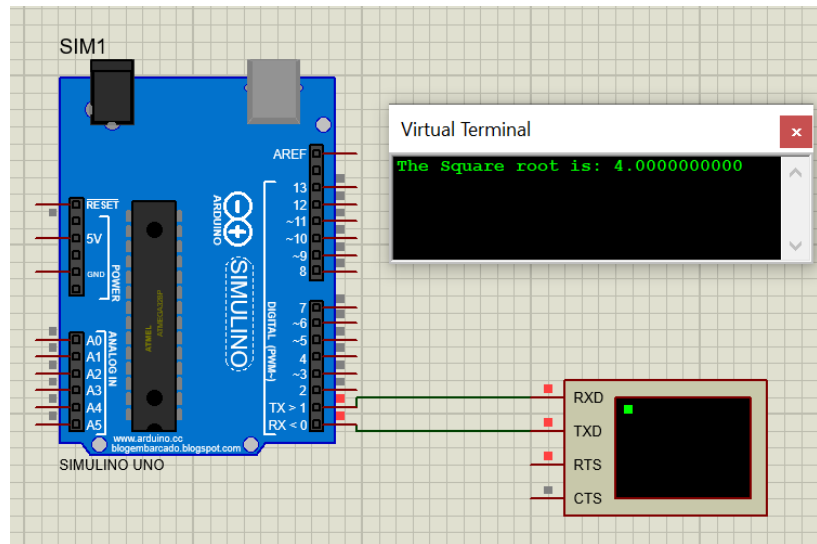 SIM1
Virtual Terminal
x
The Square root is: 4.0000000000
AREF
13
12
~11
~10
~9
8
RESET
5V
GND
POWER
ARDUINO
SIMULINO
ATMEL
ATMEGA328P
DIGITAL (PWM~)
7
~6
~5
4
~3
2
TX > 1
RX < 0
ANALOG IN
A0
A1
A2
A3
A4
A5
www.arduino.cc
blogembarcado.blogspot.com
SIMULINO UNO
RXD
TXD
RTS
CTS